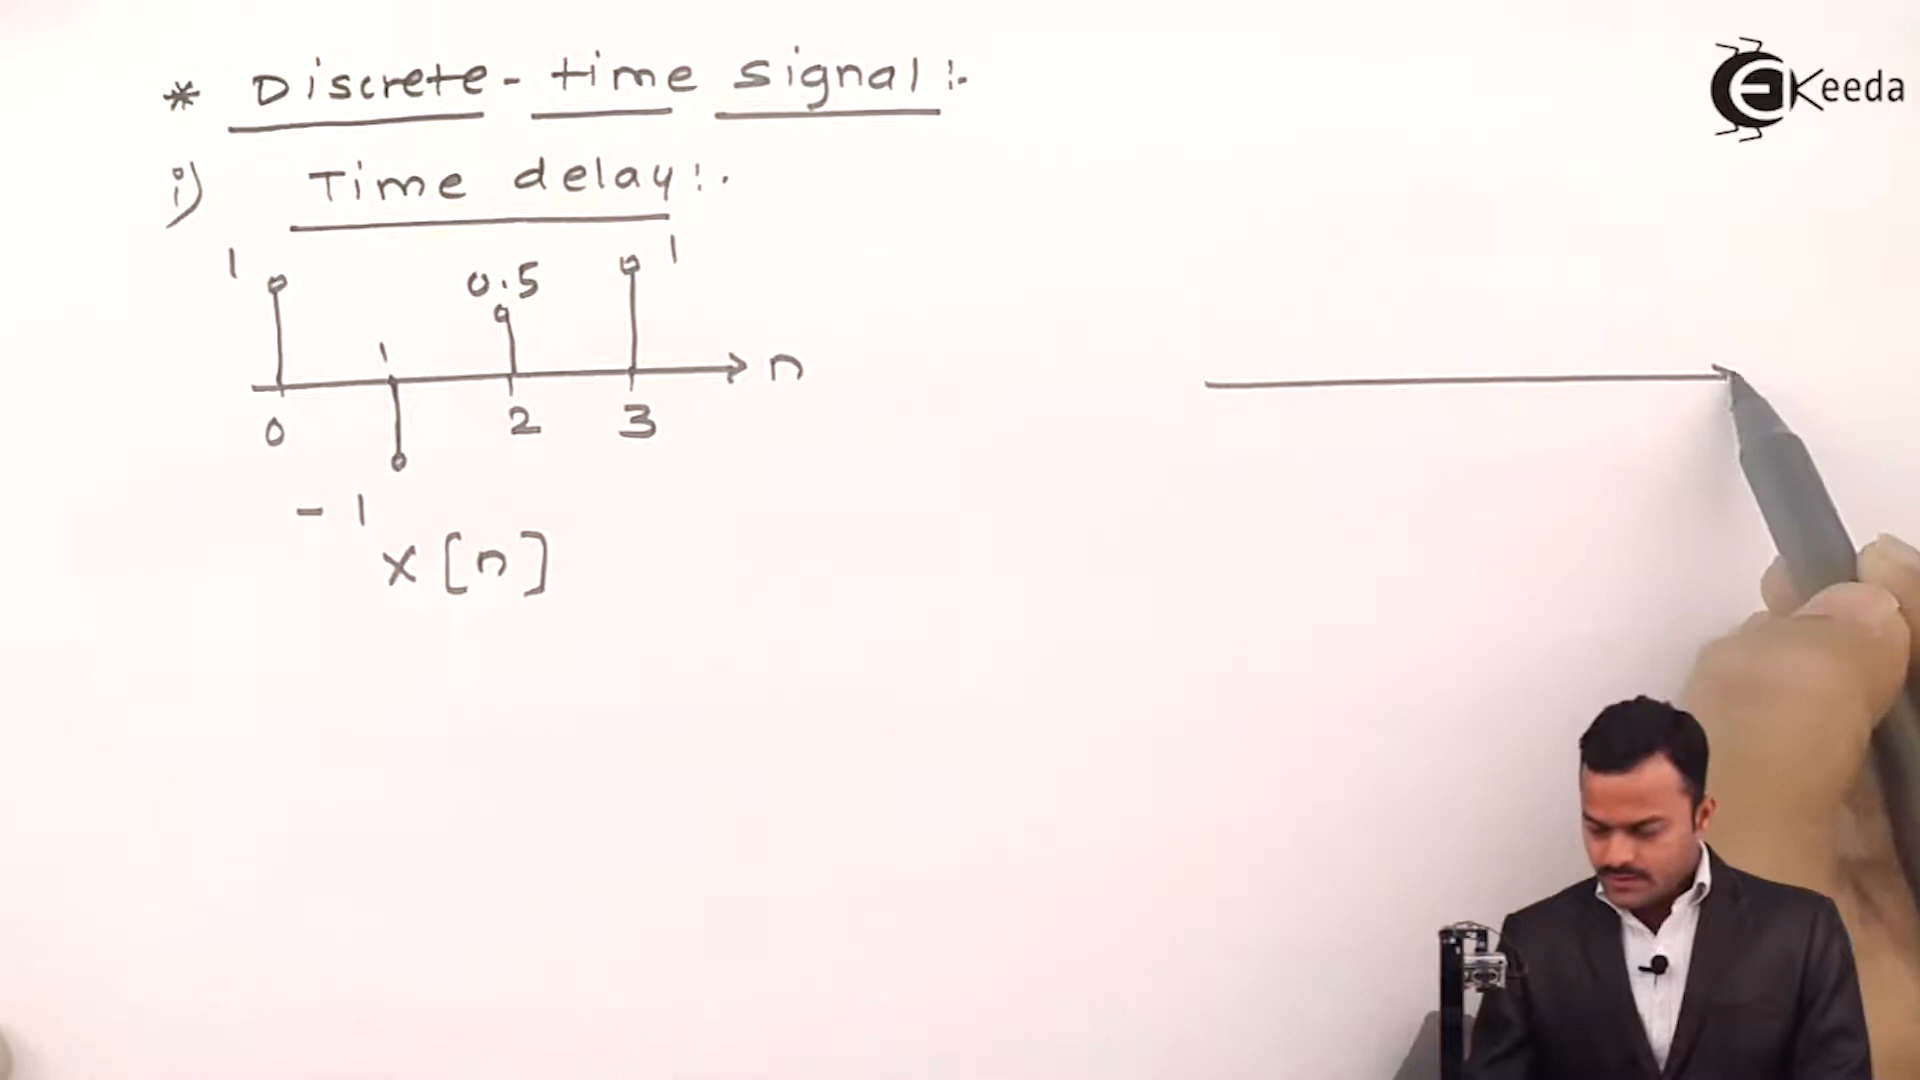 * Discrete-time signal:-
Keeda
i) Time delay:-
1 0.5 1
1 n
0 2 3
-1
x[n]